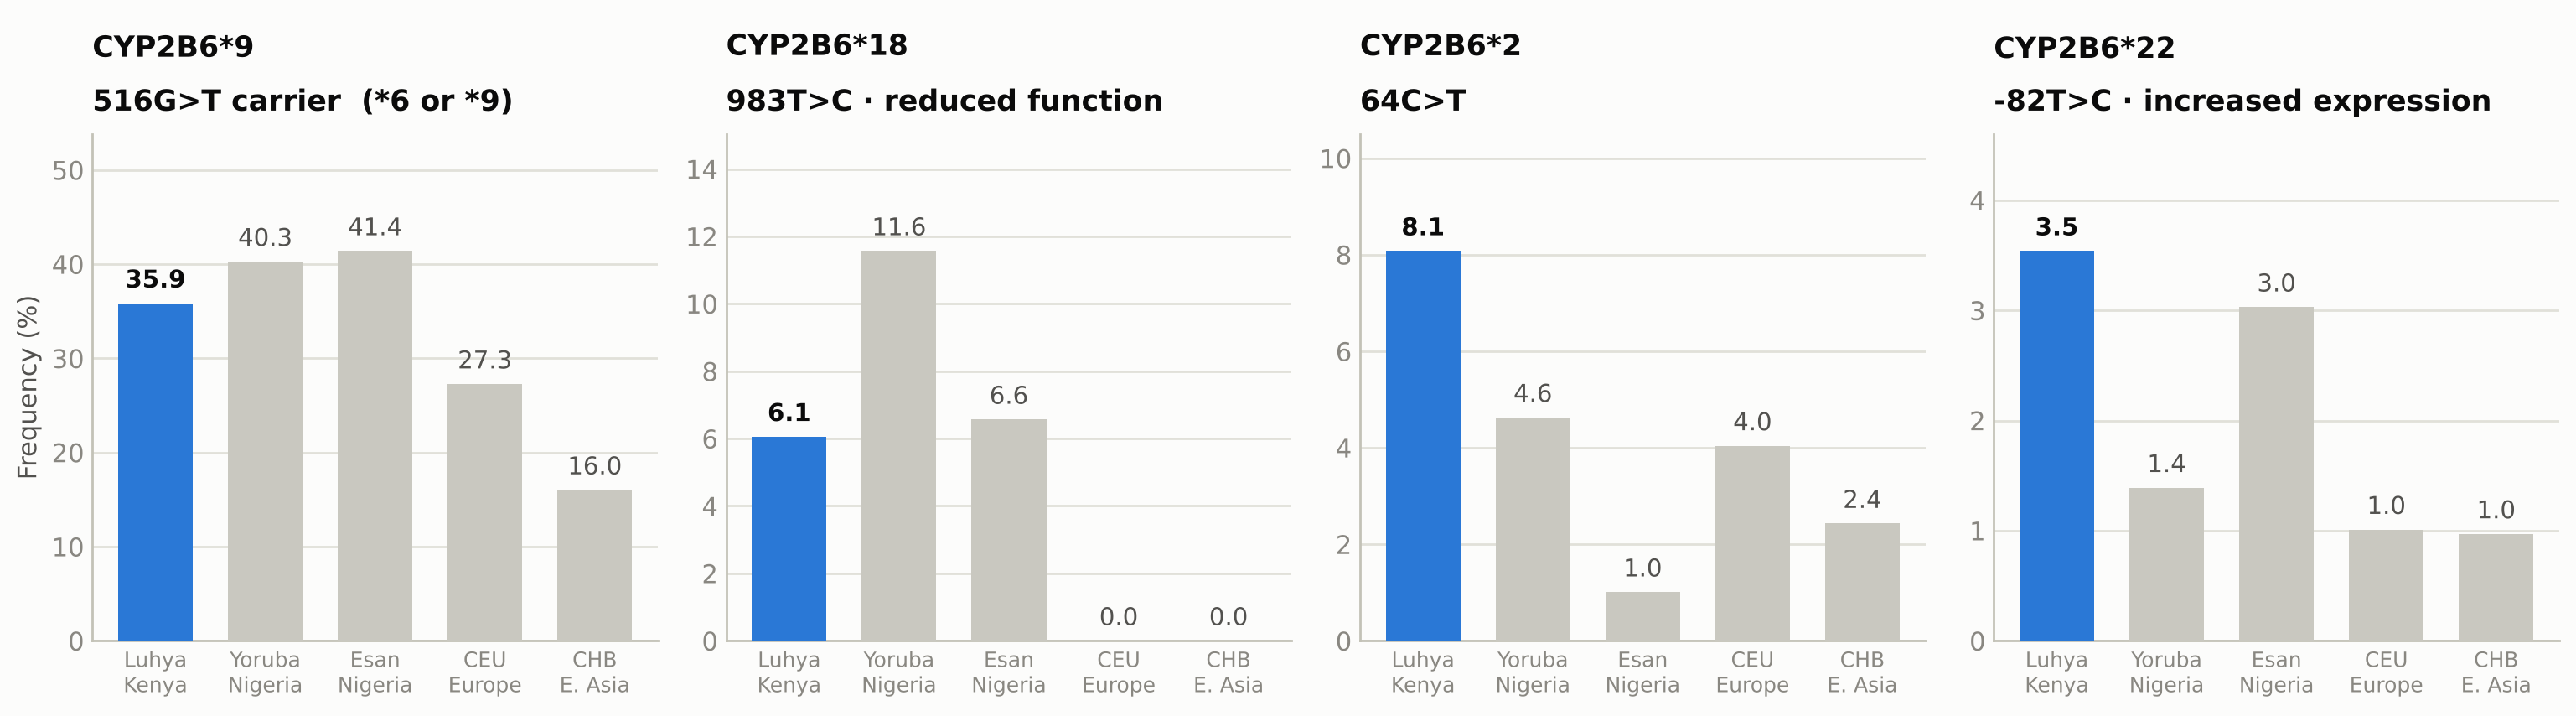 CYP2B6*9
516G>T carrier  (*6 or *9)
Frequency (%)
50
40
30
20
10
0
35.9
40.3
41.4
27.3
16.0
Luhya
Kenya
Yoruba
Nigeria
Esan
Nigeria
CEU
Europe
CHB
E. Asia
CYP2B6*18
983T>C · reduced function
14
12
10
8
6
4
2
0
6.1
11.6
6.6
0.0
0.0
Luhya
Kenya
Yoruba
Nigeria
Esan
Nigeria
CEU
Europe
CHB
E. Asia
CYP2B6*2
64C>T
10
8
6
4
2
0
8.1
4.6
1.0
4.0
2.4
Luhya
Kenya
Yoruba
Nigeria
Esan
Nigeria
CEU
Europe
CHB
E. Asia
CYP2B6*22
-82T>C · increased expression
4
3
2
1
0
3.5
1.4
3.0
1.0
1.0
Luhya
Kenya
Yoruba
Nigeria
Esan
Nigeria
CEU
Europe
CHB
E. Asia